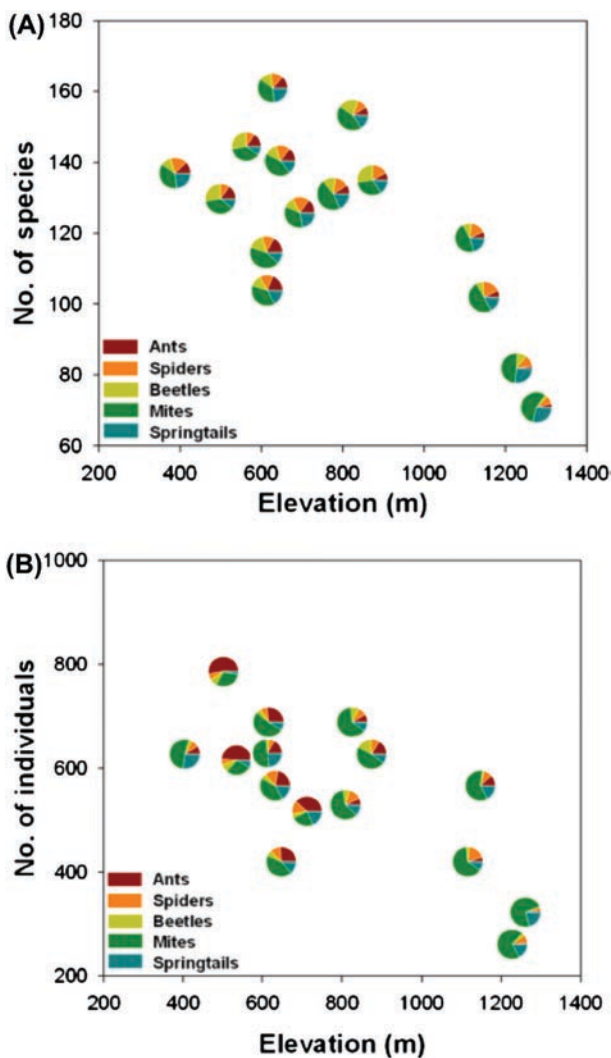 (A)
180
160
140
120
100
80
60
No. of species
Ants
Spiders
Beetles
Mites
Springtails
200 400 600 800 1000 1200 1400
Elevation (m)
(B)
1000
800
600
400
200
No. of individuals
Ants
Spiders
Beetles
Mites
Springtails
200 400 600 800 1000 1200 1400
Elevation (m)